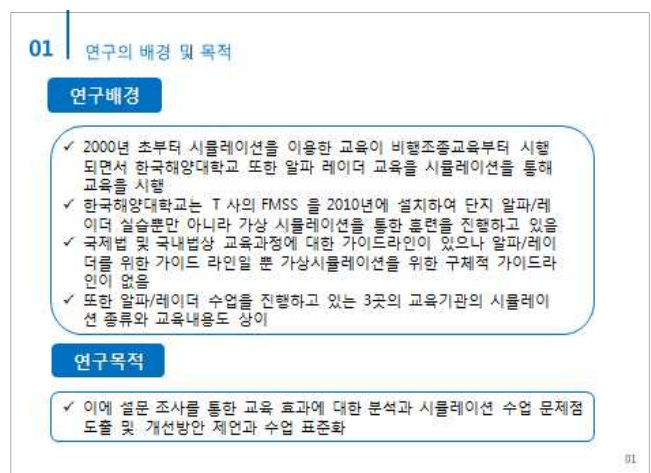 01 연구의 배경 및 목적
연구배경
✓ 2000년 초부터 시뮬레이션을 이용한 교육이 비행조종교육부터 시행
되면서 한국해양대학교 또한 알파 레이더 교육을 시뮬레이션을 통해
교육을 시행
✓ 한국해양대학교는 T 사의 FMSS 을 2010년에 설치하여 단지 알파/레
이더 실습뿐만 아니라 가상 시뮬레이션을 통한 훈련을 진행하고 있음
✓ 국제법 및 국내법상 교육과정에 대한 가이드라인이 있으나 알파/레이
더를 위한 가이드 라인일 뿐 가상시뮬레이션을 위한 구체적 가이드라
인이 없음
✓ 또한 알파/레이더 수업을 진행하고 있는 3곳의 교육기관의 시뮬레이
션 종류와 교육내용도 상이
연구목적
✓ 이에 설문 조사를 통한 교육 효과에 대한 분석과 시뮬레이션 수업 문제점
도출 및 개선방안 제언과 수업 표준화
01